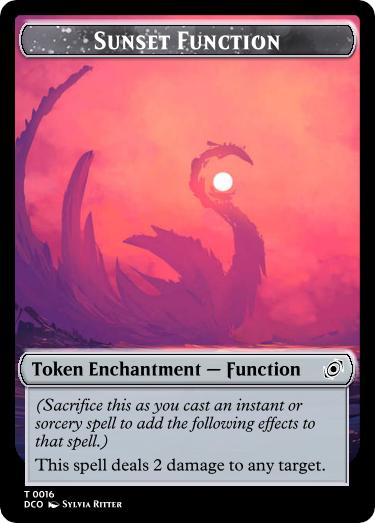 Sunset Function
Token Enchantment — Function
(Sacrifice this as you cast an instant or
sorcery spell to add the following effects to
that spell.)
This spell deals 2 damage to any target.
T 0016
DCO Sylvia Ritter